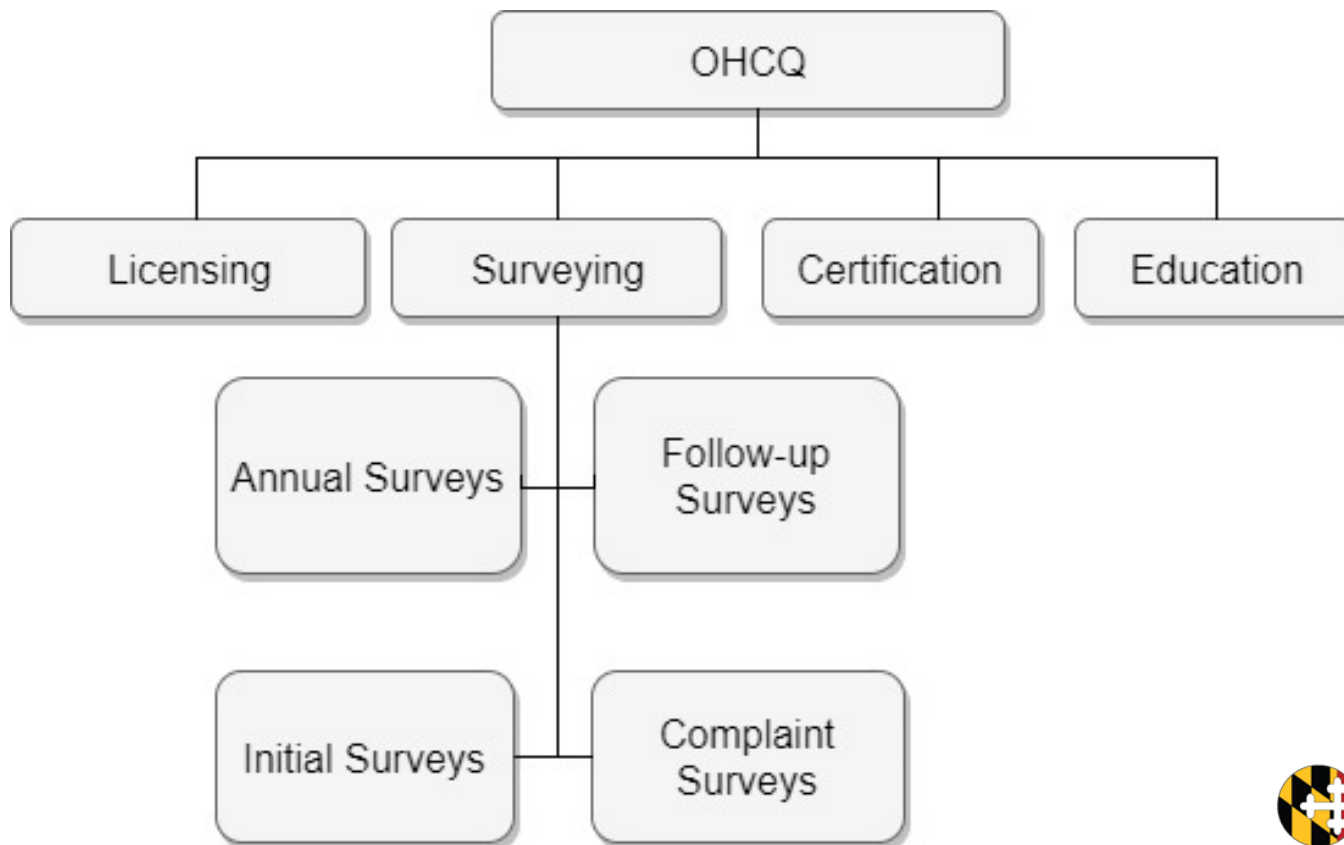 OHCQ
Licensing
Surveying
Certification
Education
Annual Surveys
Follow-up
Surveys
Initial Surveys
Complaint
Surveys